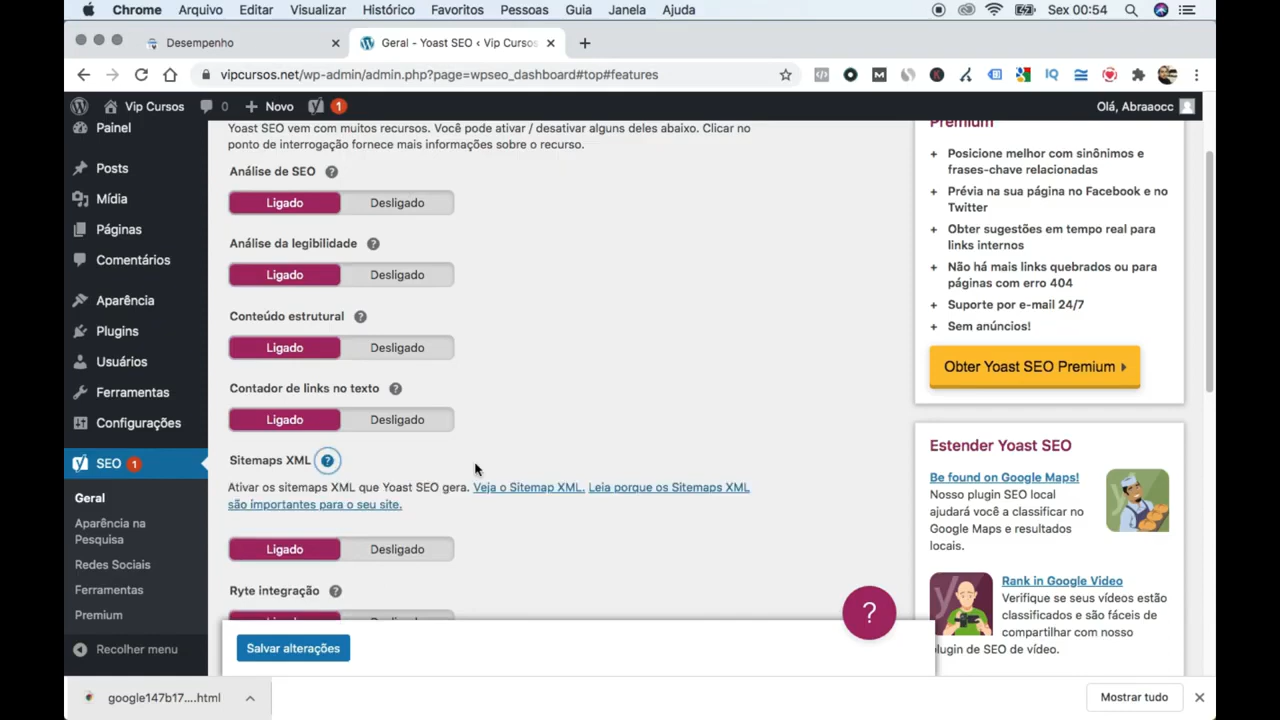 Chrome Arquivo Editar Visualizar Histórico Favoritos Pessoas Guia Janela Ajuda Sex 00:54
Desempenho
Geral - Yoast SEO ‹ Vip Cursos
vipcursos.net/wp-admin/admin.php?page=wpseo_dashboard#top#features
Vip Cursos 0 Novo 1 Olá, Abraaocc
Painel
Posts
Mídia
Páginas
Comentários
Aparência
Plugins
Usuários
Ferramentas
Configurações
SEO 1
Geral
Aparência na
Pesquisa
Redes Sociais
Ferramentas
Premium
Recolher menu
Yoast SEO vem com muitos recursos. Você pode ativar / desativar alguns deles abaixo. Clicar no
ponto de interrogação fornece mais informações sobre o recurso.
Análise de SEO ?
Ligado Desligado
Análise da legibilidade ?
Ligado Desligado
Conteúdo estrutural ?
Ligado Desligado
Contador de links no texto ?
Ligado Desligado
Sitemaps XML ?
Ativar os sitemaps XML que Yoast SEO gera. Veja o Sitemap XML. Leia porque os Sitemaps XML
são importantes para o seu site.
Ligado Desligado
Ryte integração ?
Salvar alterações
?
Premium
+ Posicione melhor com sinônimos e
frases-chave relacionadas
+ Prévia na sua página no Facebook e no
Twitter
+ Obter sugestões em tempo real para
links internos
+ Não há mais links quebrados ou para
páginas com erro 404
+ Suporte por e-mail 24/7
+ Sem anúncios!
Obter Yoast SEO Premium
Estender Yoast SEO
Be found on Google Maps!
Nosso plugin SEO local
ajudará você a classificar no
Google Maps e resultados
locais.
Rank in Google Video
Verifique se seus vídeos estão
classificados e são fáceis de
compartilhar com nosso
plugin de SEO de vídeo.
google147b17....html
Mostrar tudo